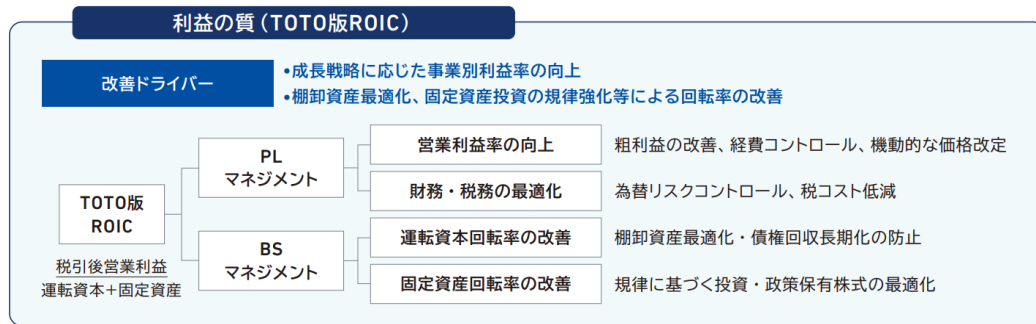 利益の質（TOTO版ROIC）
改善ドライバー
•成長戦略に応じた事業別利益率の向上
•棚卸資産最適化、固定資産投資の規律強化等による回転率の改善
TOTO版
ROIC
税引後営業利益
運転資本＋固定資産
PL
マネジメント
営業利益率の向上
粗利益の改善、経費コントロール、機動的な価格改定
財務・税務の最適化
為替リスクコントロール、税コスト低減
BS
マネジメント
運転資本回転率の改善
棚卸資産最適化・債権回収長期化の防止
固定資産回転率の改善
規律に基づく投資・政策保有株式の最適化